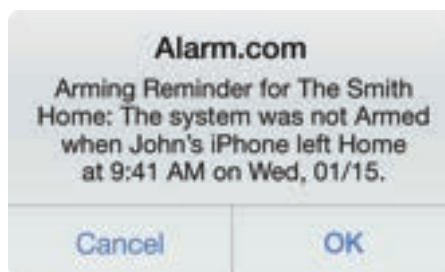 Alarm.com
Arming Reminder for The Smith
Home: The system was not Armed
when John's iPhone left Home
at 9:41 AM on Wed, 01/15.
Cancel
OK